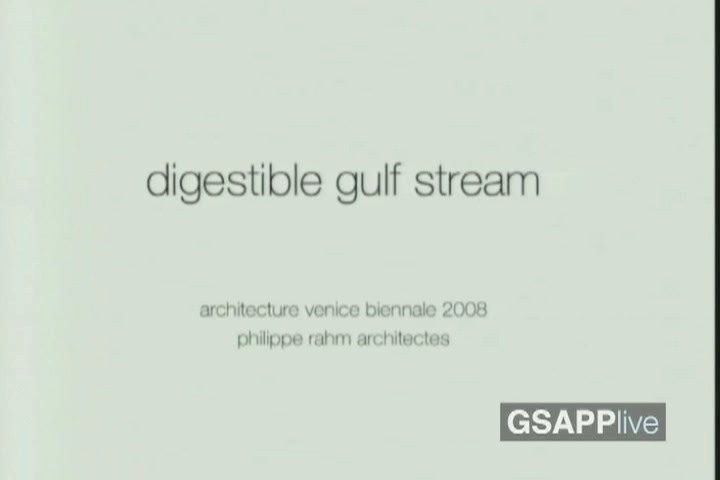 digestible gulf stream
architecture venice biennale 2008
philippe rahm architectes
GSAPPlive